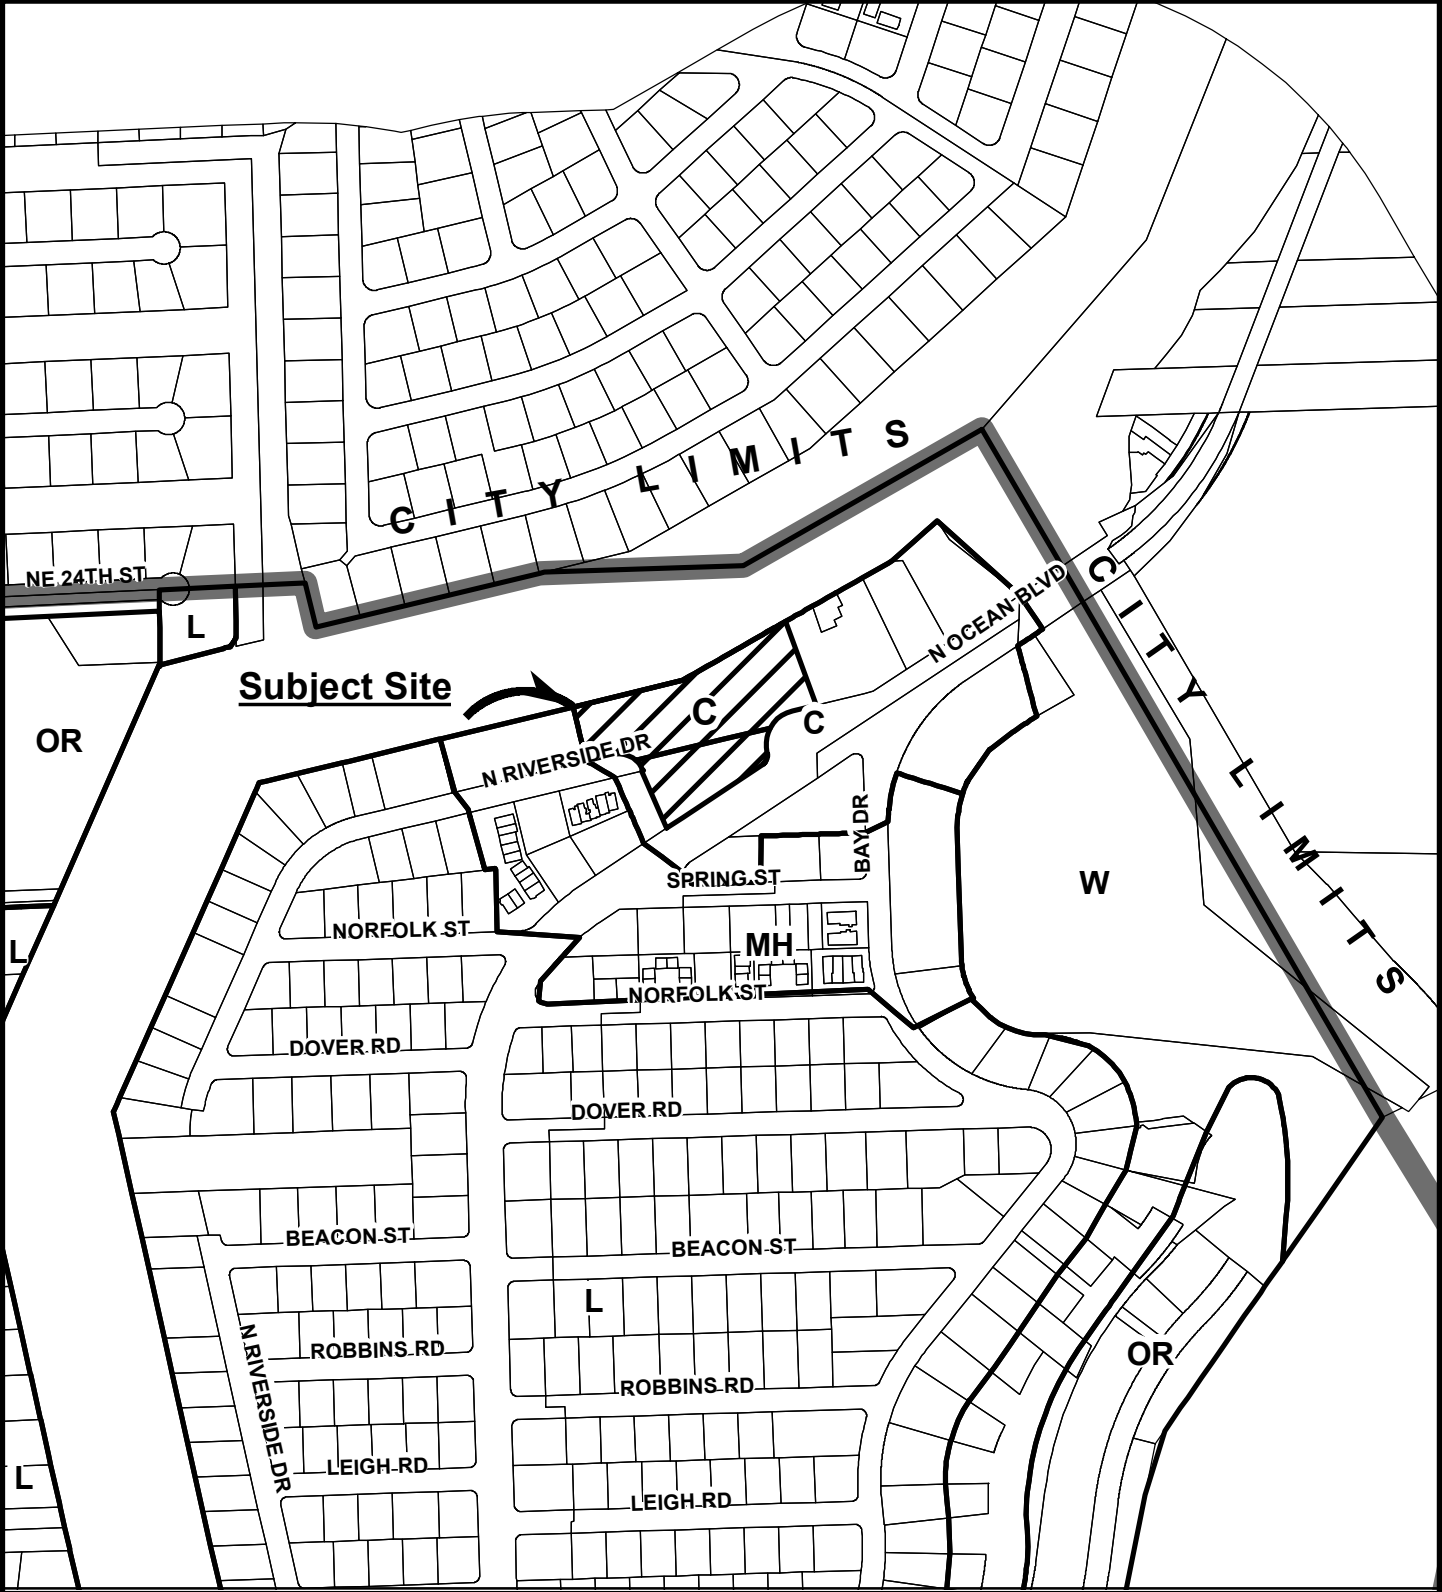 CITY LIMITS
NE 24TH ST
L
N OCEAN BLVD
CITY LIMITS
Subject Site
C
C
OR
N RIVERSIDE DR
BAY DR
SPRING ST
W
NORFOLK ST
MH
L
NORFOLK ST
DOVER RD
DOVER RD
BEACON ST
BEACON ST
L
N RIVERSIDE DR
ROBBINS RD
OR
ROBBINS RD
LEIGH RD
L
LEIGH RD